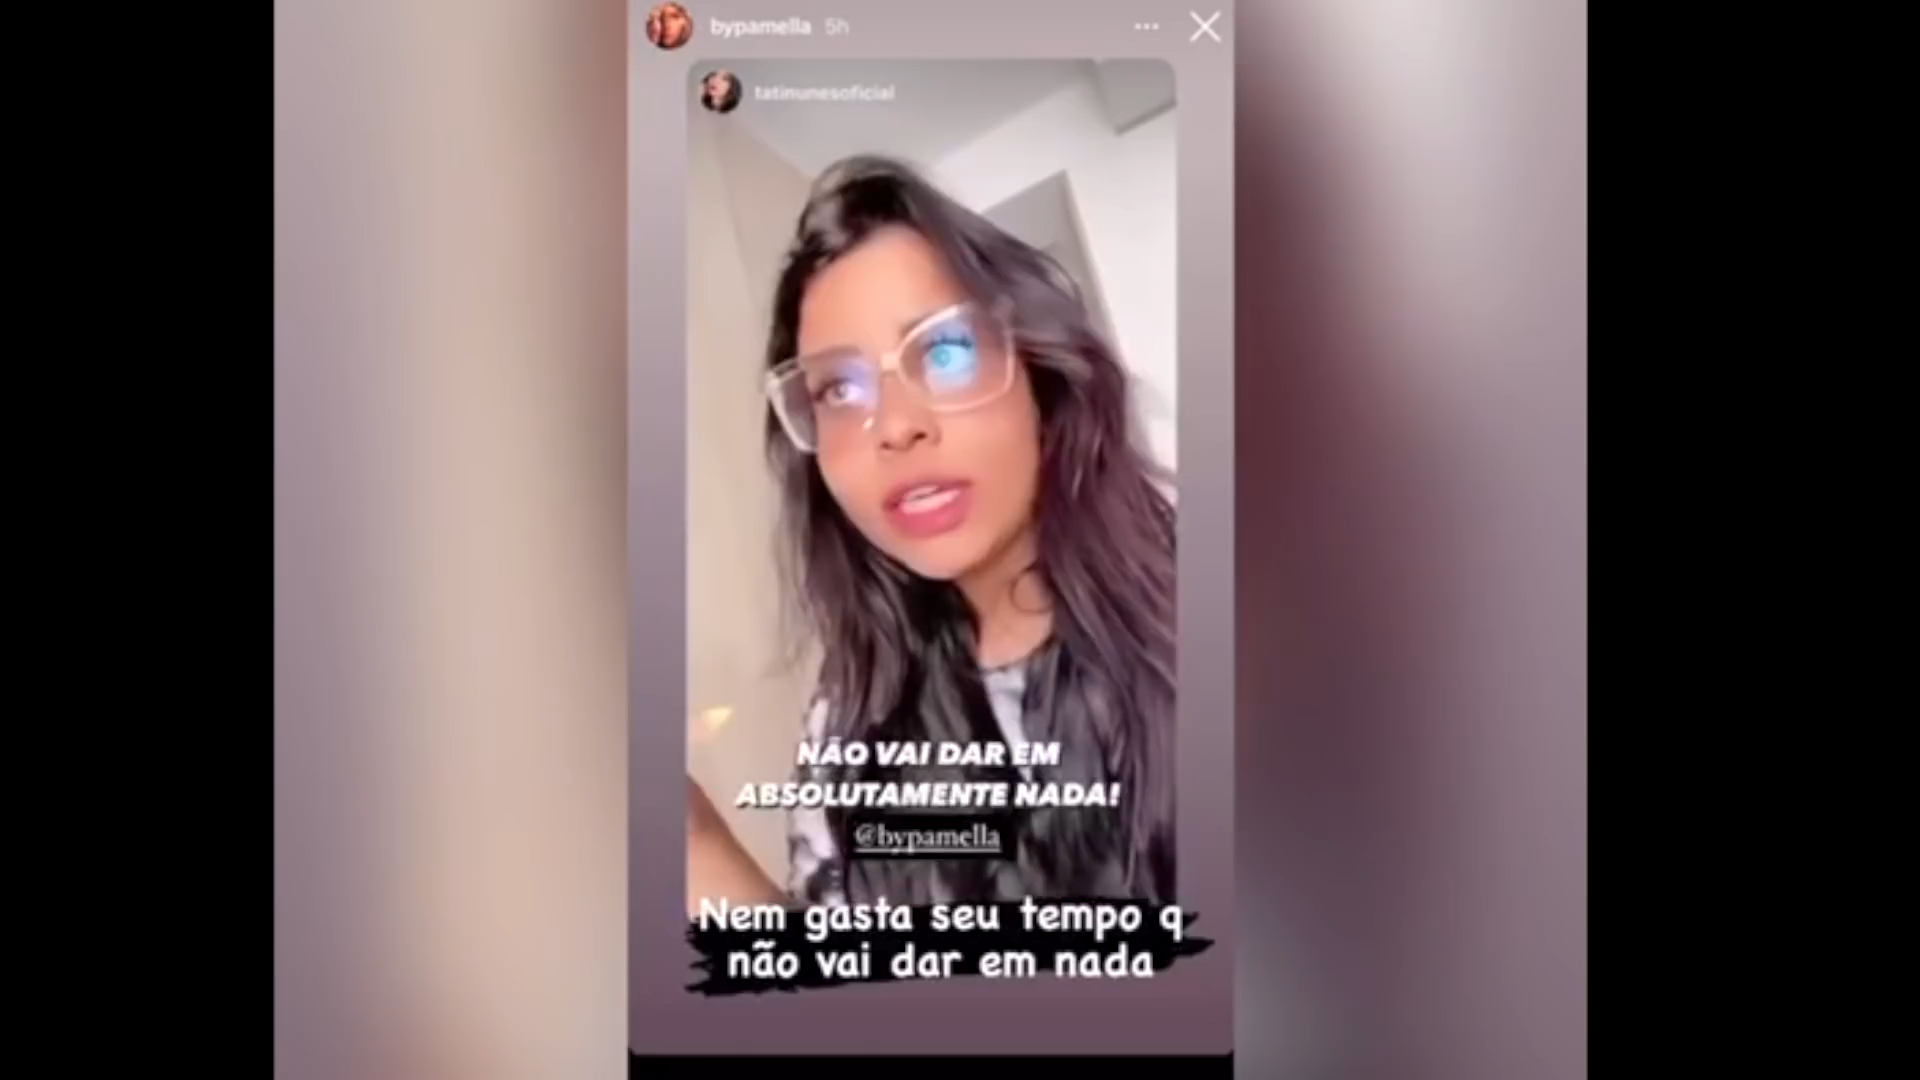 bypamella 5h
tatinunesoficial
NÃO VAI DAR EM
ABSOLUTAMENTE NADA!
@bypamella
Nem gasta seu tempo q
não vai dar em nada